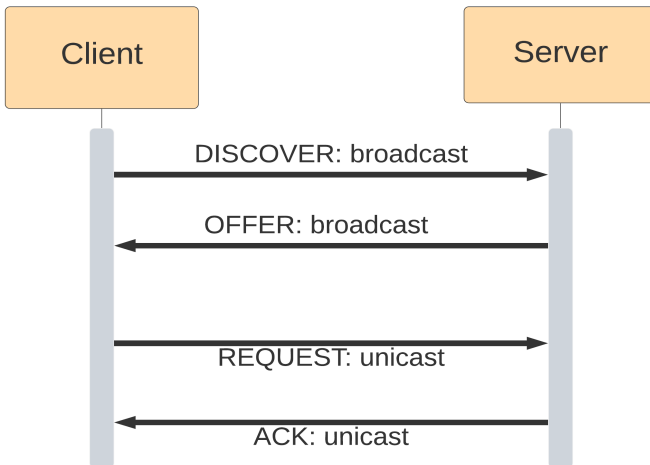 Client
Server
DISCOVER: broadcast
OFFER: broadcast
REQUEST: unicast
ACK: unicast